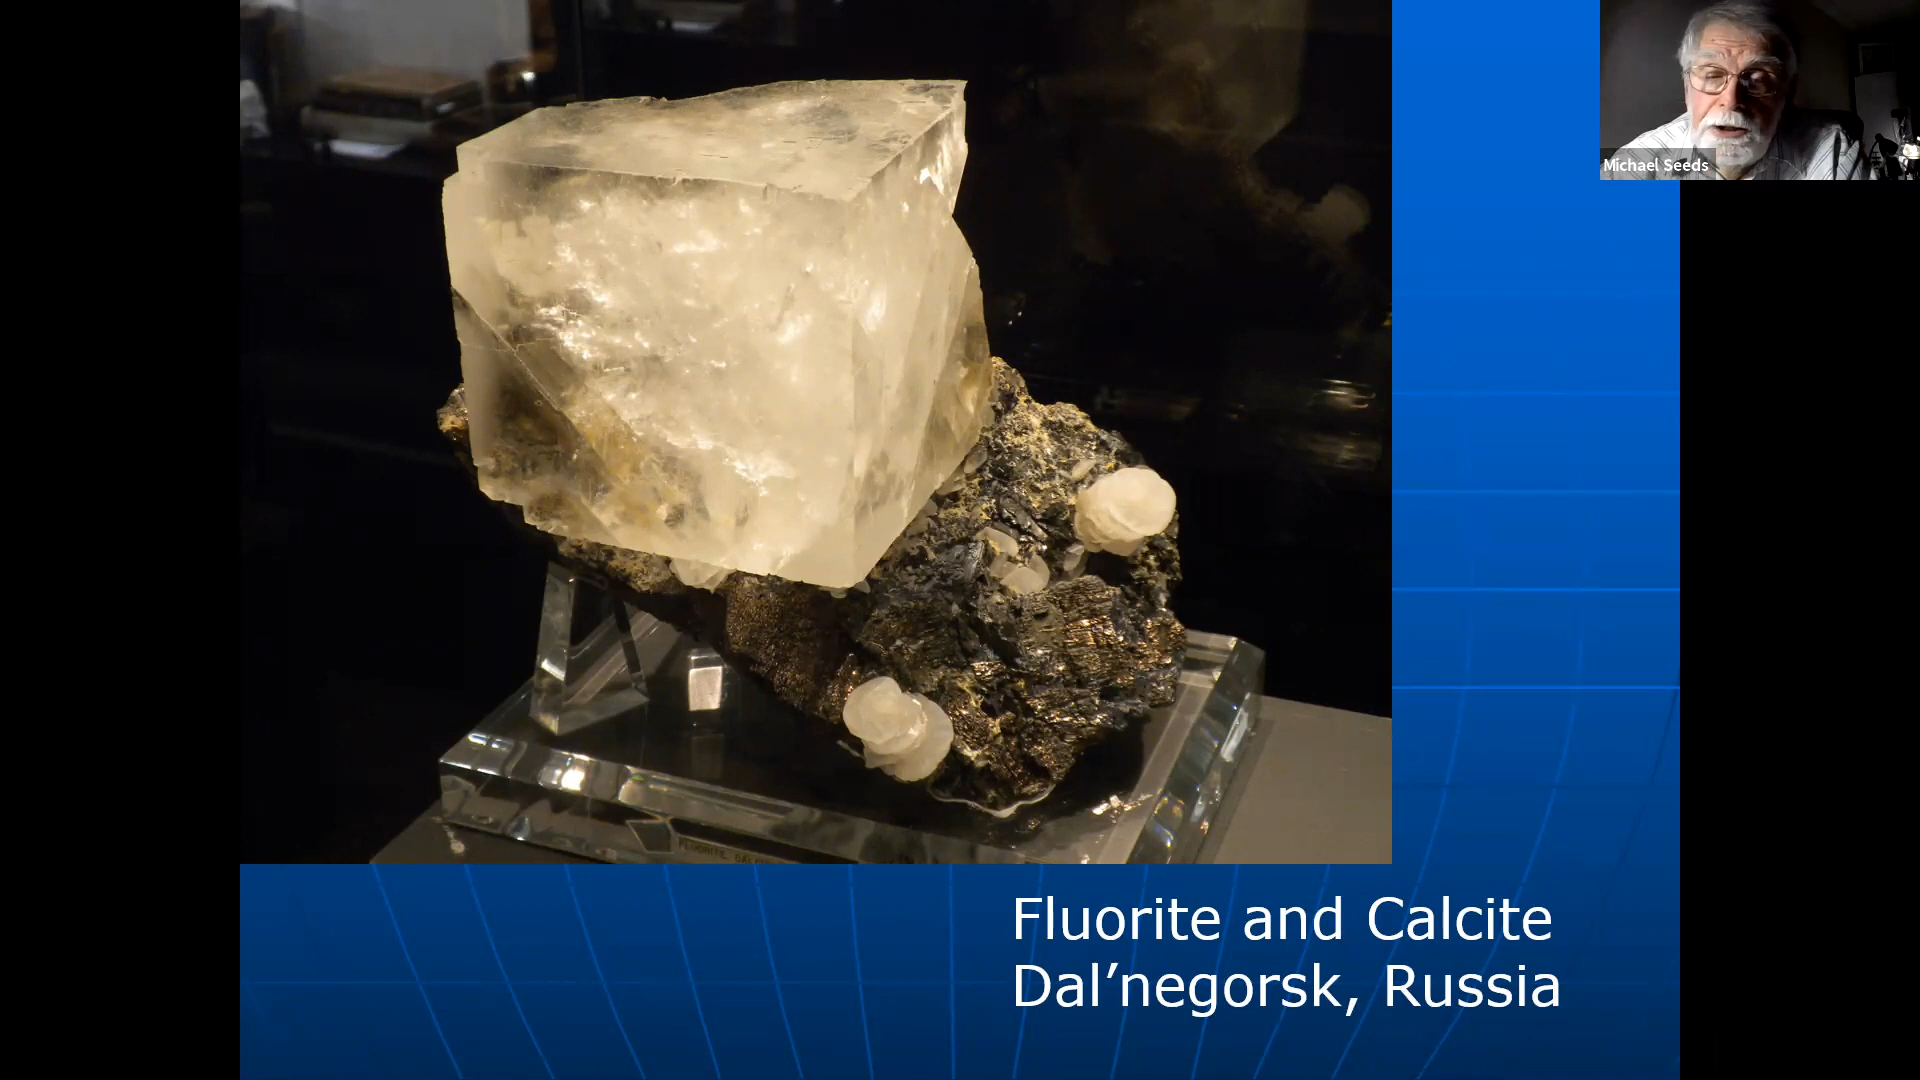 Michael Seeds
Fluorite and Calcite
Dal’negorsk, Russia